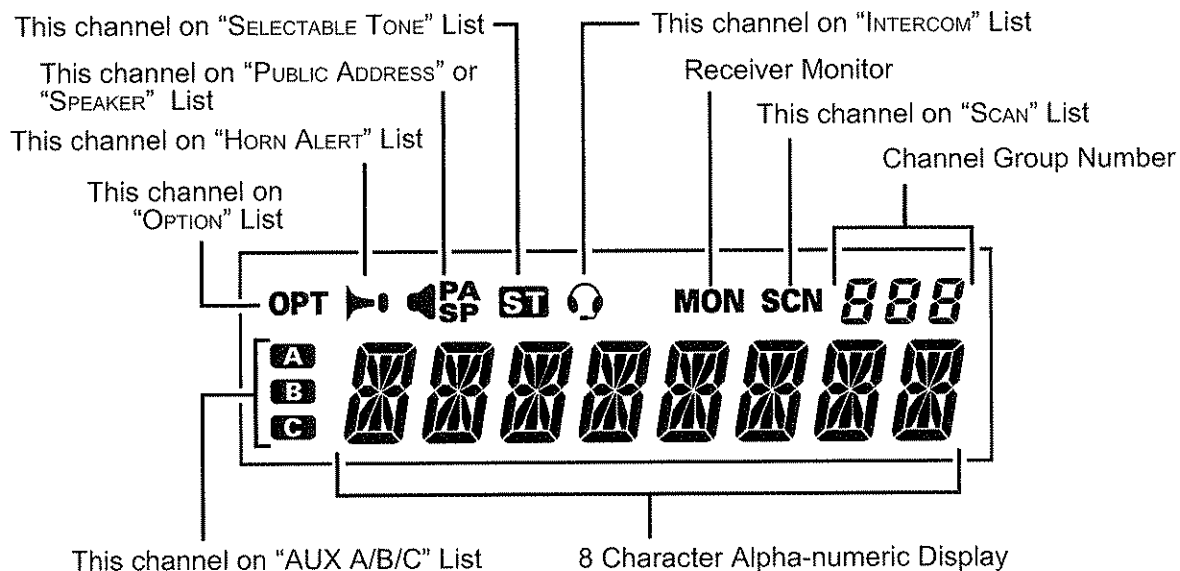 This channel on “SELECTABLE TONE” List
This channel on “INTERCOM” List
This channel on “PUBLIC ADDRESS” or
“SPEAKER” List
Receiver Monitor
This channel on “SCAN” List
This channel on “HORN ALERT” List
Channel Group Number
This channel on
“OPTION” List
OPT PA SP ST MON SCN 888
A
B
C
This channel on “AUX A/B/C” List
8 Character Alpha-numeric Display